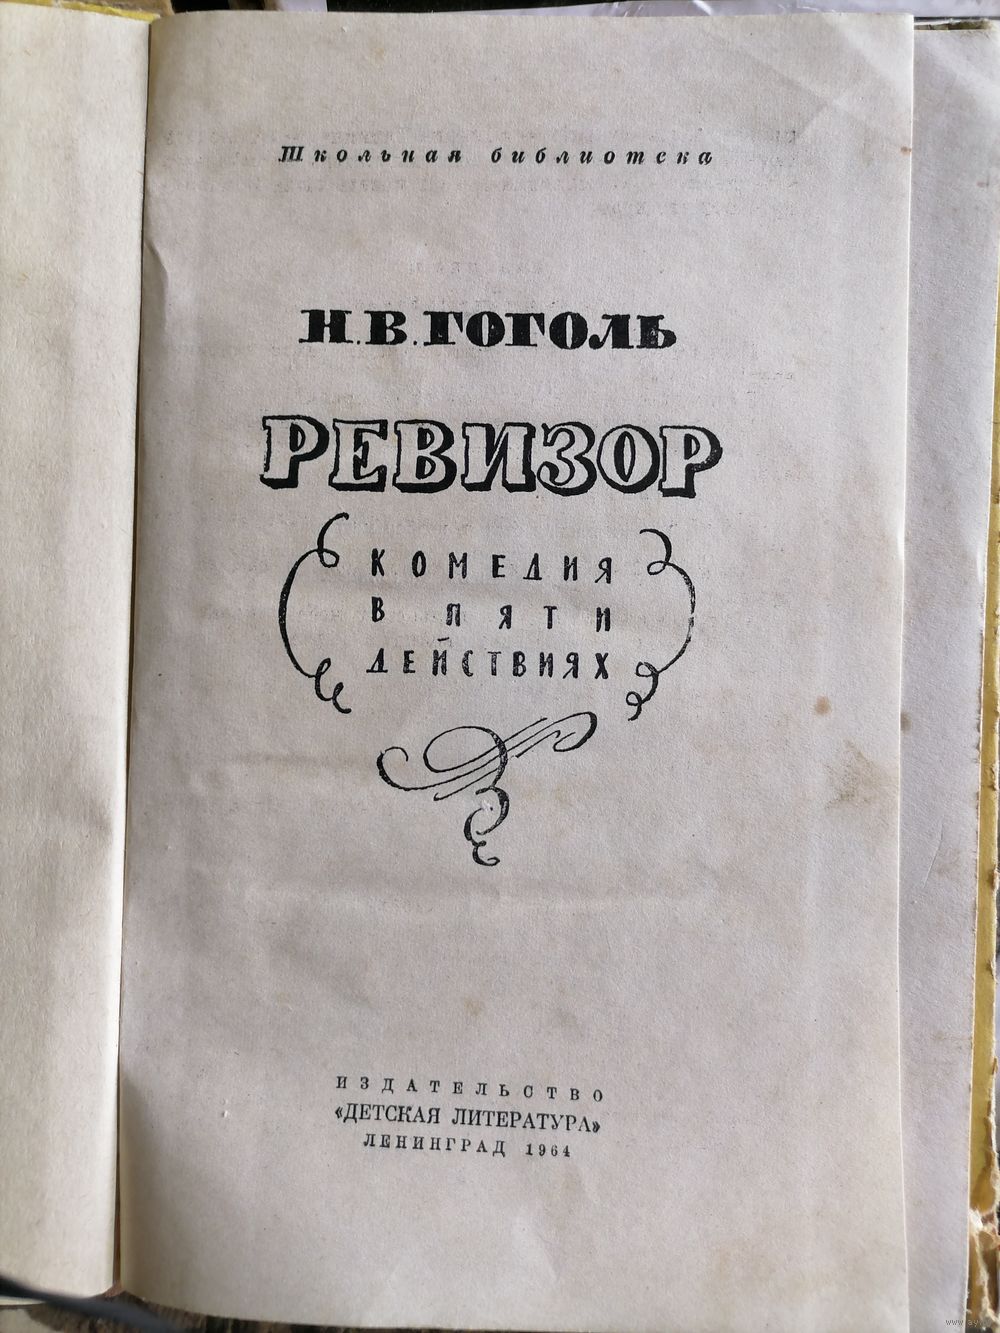 Школьная библиотека
Н.В.ГОГОЛЬ
РЕВИЗОР
КОМЕДИЯ
В ПЯТИ
ДЕЙСТВИЯХ
ИЗДАТЕЛЬСТВО
«ДЕТСКАЯ ЛИТЕРАТУРА»
ЛЕНИНГРАД 1964